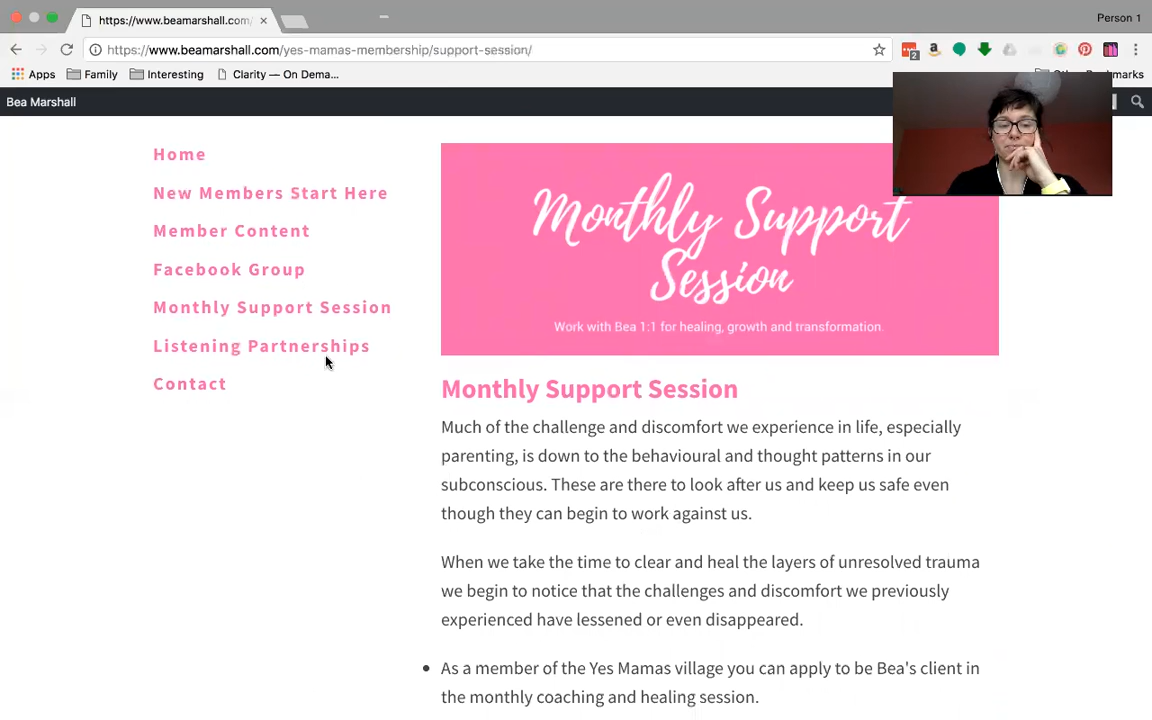 https://www.beamarshall.com/
Person 1
https://www.beamarshall.com/yes-mamas-membership/support-session/
2
Apps Family Interesting Clarity — On Dema...
Bea Marshall
Home
New Members Start Here
Member Content
Facebook Group
Monthly Support Session
Listening Partnerships
Contact
Monthly Support
Session
Work with Bea 1:1 for healing, growth and transformation.
Monthly Support Session
Much of the challenge and discomfort we experience in life, especially
parenting, is down to the behavioural and thought patterns in our
subconscious. These are there to look after us and keep us safe even
though they can begin to work against us.
When we take the time to clear and heal the layers of unresolved trauma
we begin to notice that the challenges and discomfort we previously
experienced have lessened or even disappeared.
As a member of the Yes Mamas village you can apply to be Bea's client in
the monthly coaching and healing session.